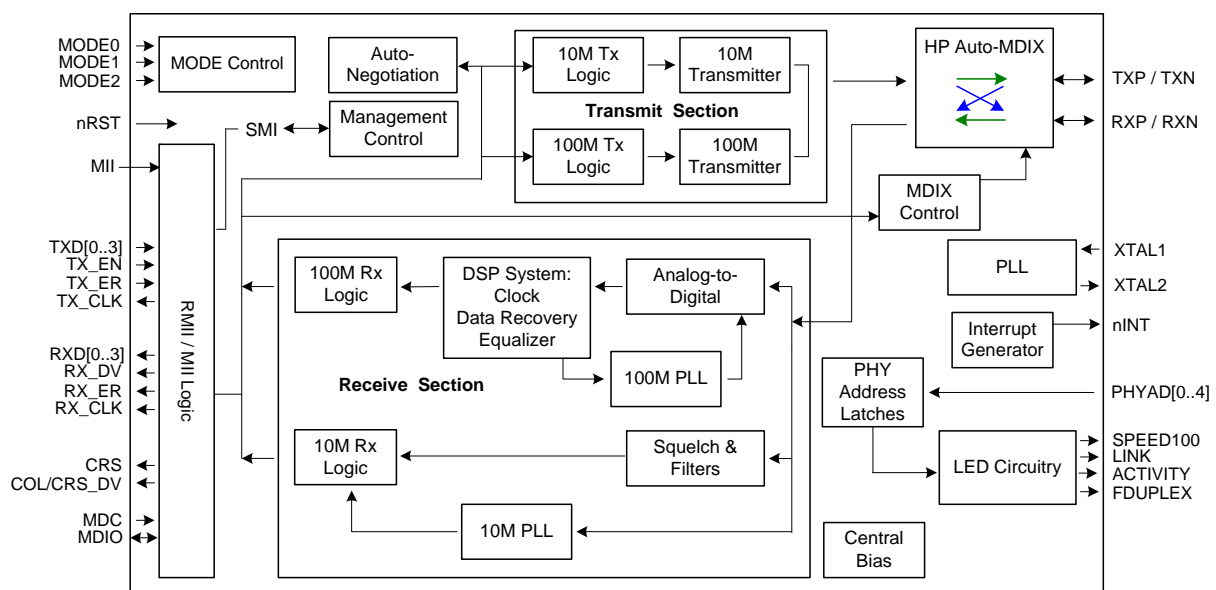 MODE0
MODE1
MODE2
nRST
MII
TXD[0..3]
TX_EN
TX_ER
TX_CLK
RXD[0..3]
RX_DV
RX_ER
RX_CLK
CRS
COL/CRS_DV
MDC
MDIO
MODE Control
RMII / MII Logic
SMI
Auto-
Negotiation
Management
Control
10M Tx
Logic
10M
Transmitter
Transmit Section
100M Tx
Logic
100M
Transmitter
HP Auto-MDIX
MDIX
Control
100M Rx
Logic
DSP System:
Clock
Data Recovery
Equalizer
Analog-to-
Digital
100M PLL
Receive Section
10M Rx
Logic
Squelch &
Filters
10M PLL
PLL
Interrupt
Generator
PHY
Address
Latches
LED Circuitry
Central
Bias
TXP / TXN
RXP / RXN
XTAL1
XTAL2
nINT
PHYAD[0..4]
SPEED100
LINK
ACTIVITY
FDUPLEX